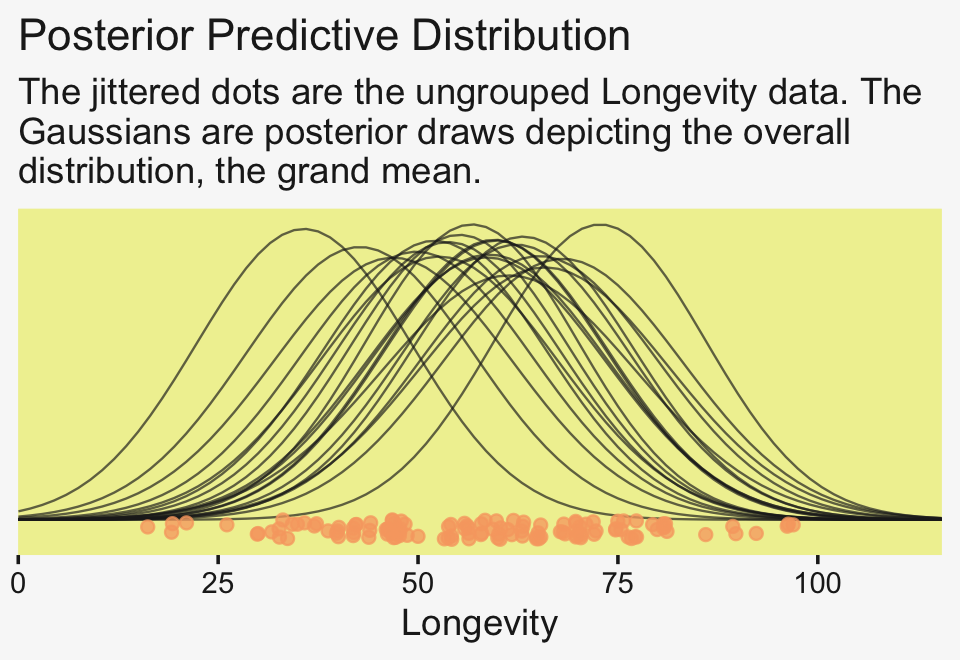 Posterior Predictive Distribution
The jittered dots are the ungrouped Longevity data. The
Gaussians are posterior draws depicting the overall
distribution, the grand mean.
0 25 50 75 100
Longevity